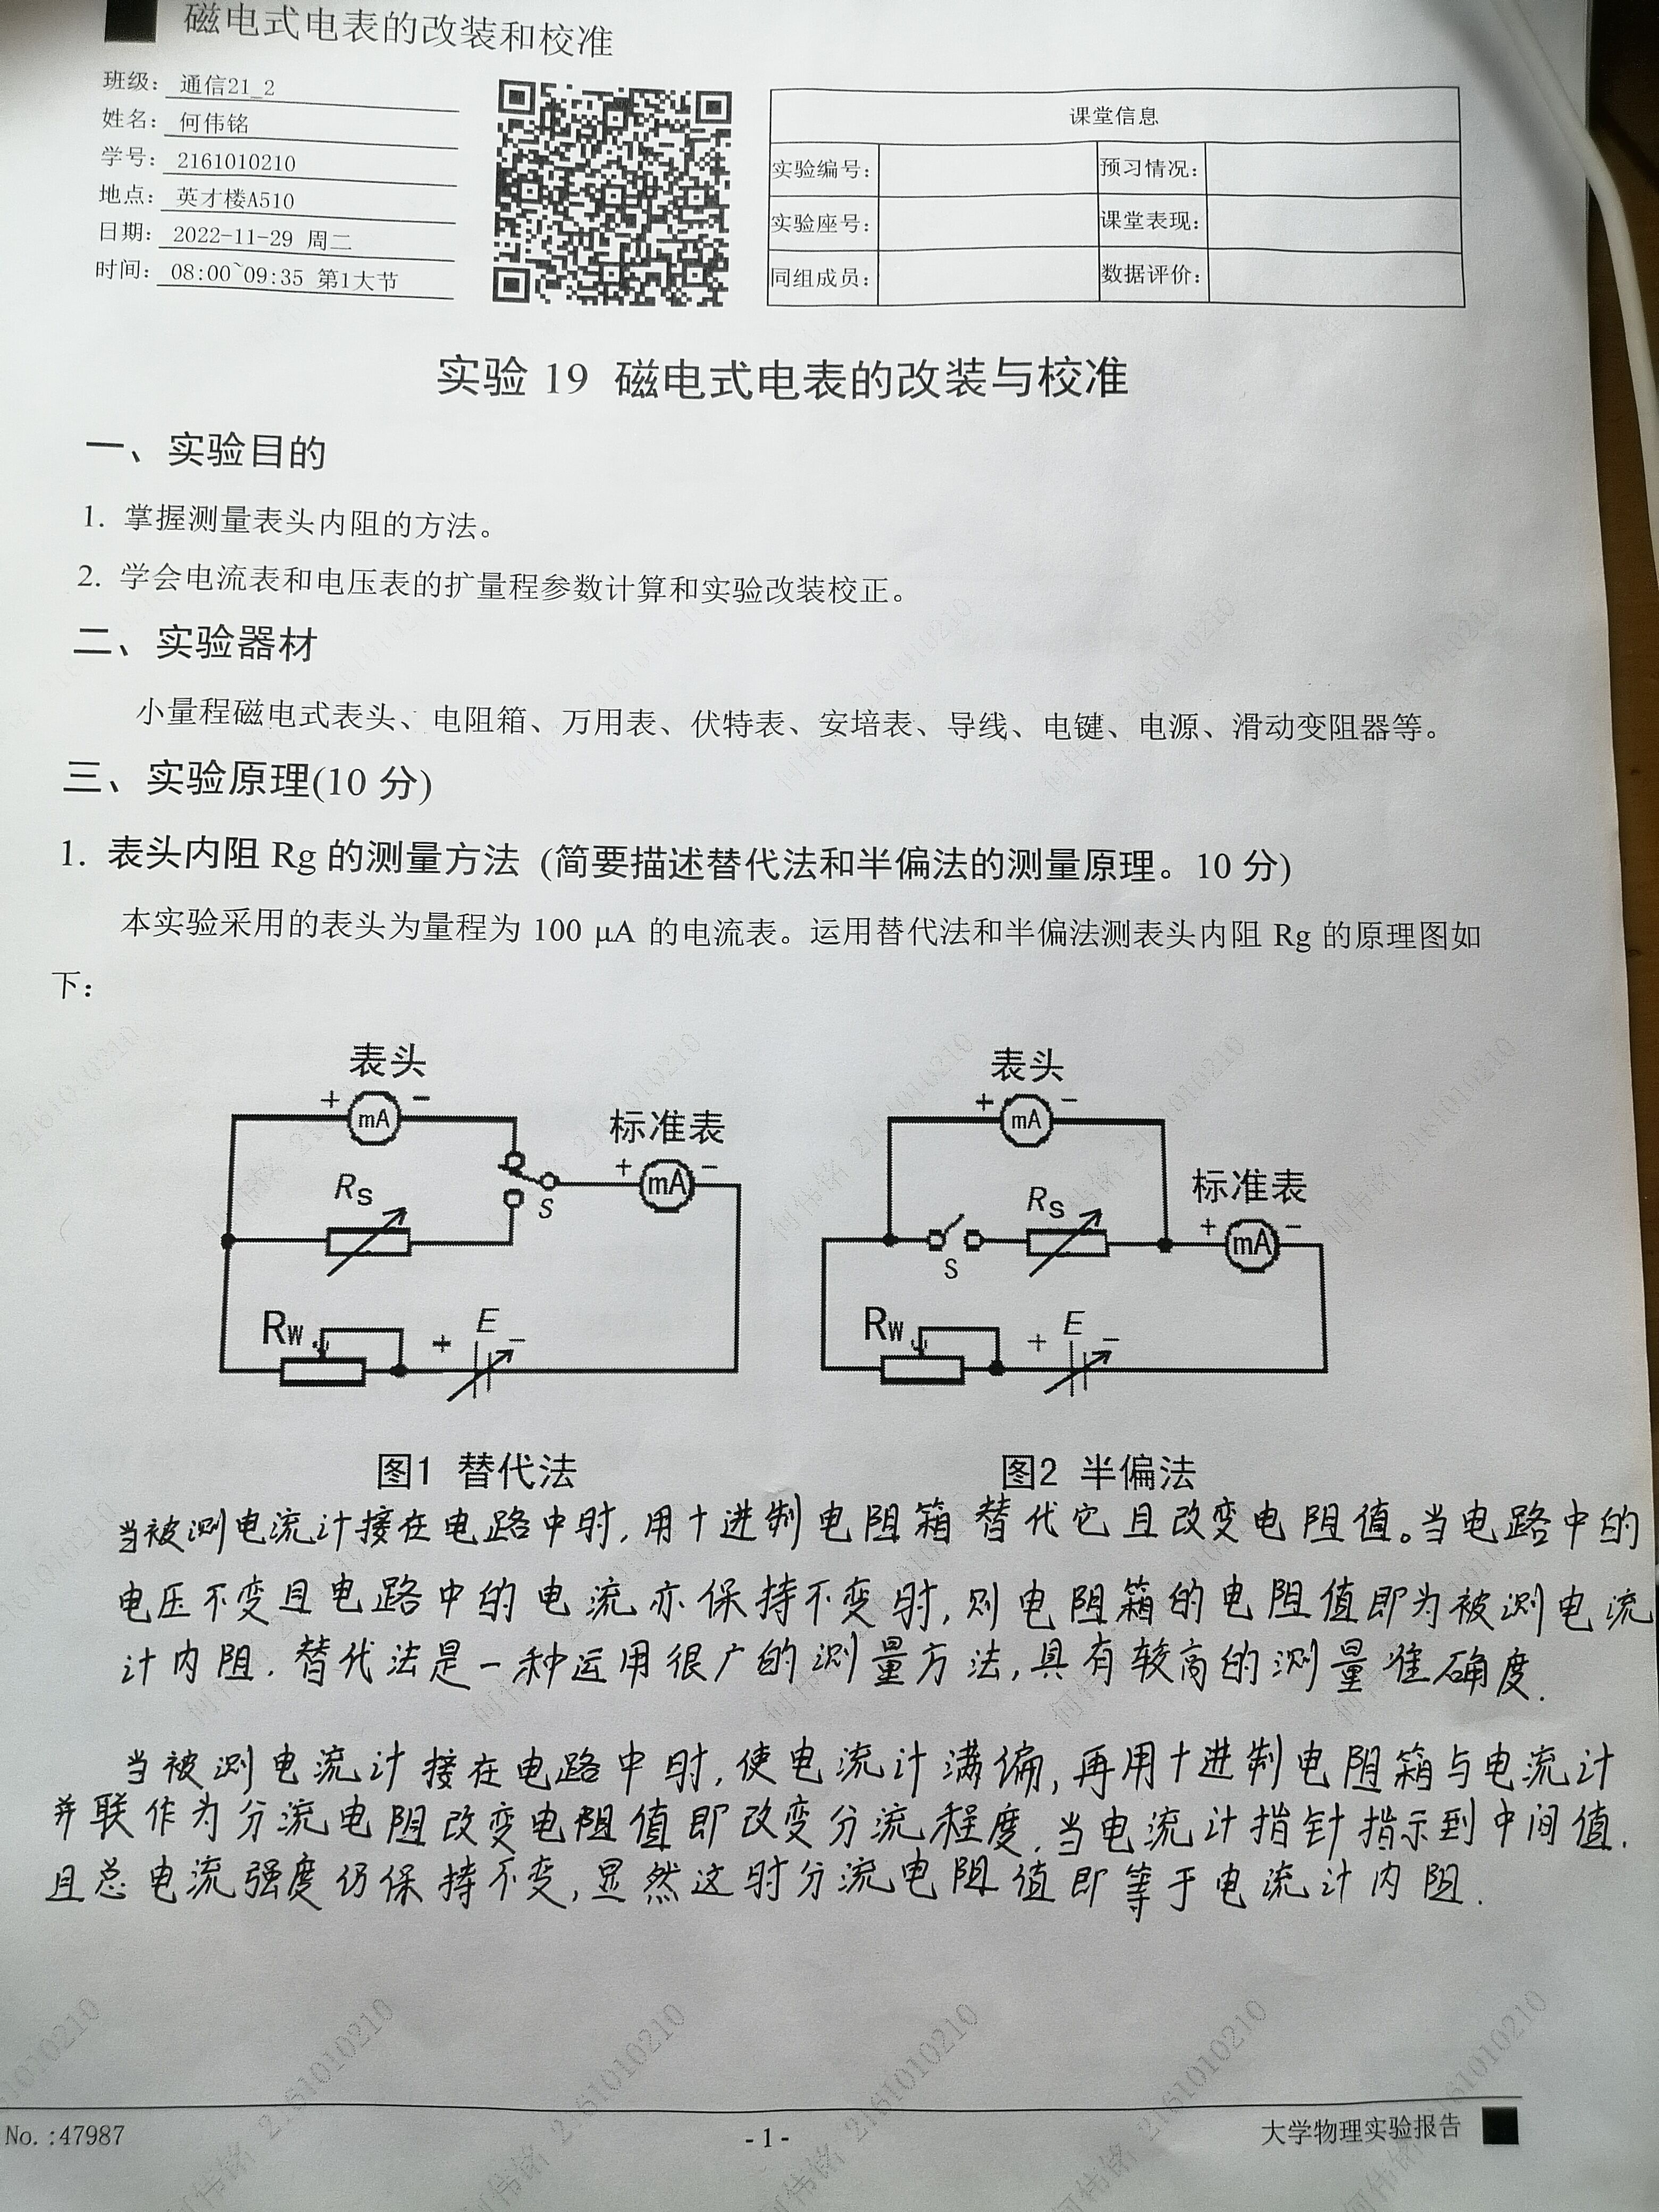 磁电式电表的改装和校准
班级: 通信21_2
姓名: 何伟铭
学号: 2161010210
地点: 英才楼A510
日期: 2022-11-29 周二
时间: 08:00~09:35 第1大节
课堂信息
实验编号: 预习情况:
实验座号: 课堂表现:
同组成员: 数据评价:
实验 19 磁电式电表的改装与校准
一、实验目的
1. 掌握测量表头内阻的方法。
2. 学会电流表和电压表的扩量程参数计算和实验改装校正。
二、实验器材
小量程磁电式表头、电阻箱、万用表、伏特表、安培表、导线、电键、电源、滑动变阻器等。
三、实验原理(10 分)
1. 表头内阻 Rg 的测量方法 (简要描述替代法和半偏法的测量原理。10 分)
本实验采用的表头为量程为 100 μA 的电流表。运用替代法和半偏法测表头内阻 Rg 的原理图如
下:
表头
+ mA -
标准表
+ mA -
Rs
S
Rw
+ E -
图1 替代法
表头
+ mA -
标准表
+ mA -
Rs
S
Rw
+ E -
图2 半偏法
当被测电流计接在电路中时,用十进制电阻箱替代它且改变电阻值。当电路中的
电压不变且电路中的电流亦保持不变时,则电阻箱的电阻值即为被测电流
计内阻.替代法是一种运用很广的测量方法,具有较高的测量准确度.
当被测电流计接在电路中时,使电流计满偏,再用十进制电阻箱与电流计
并联作为分流电阻改变电阻值即改变分流程度.当电流计指针指示到中间值.
且总电流强度仍保持不变,显然这时分流电阻值即等于电流计内阻.
No.:47987
- 1 -
大学物理实验报告
何伟铭 2161010210